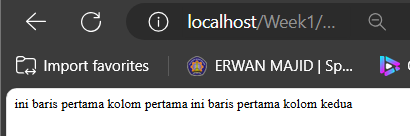 localhost/Week1/...
Import favorites
ERWAN MAJID | Sp...
ini baris pertama kolom pertama ini baris pertama kolom kedua